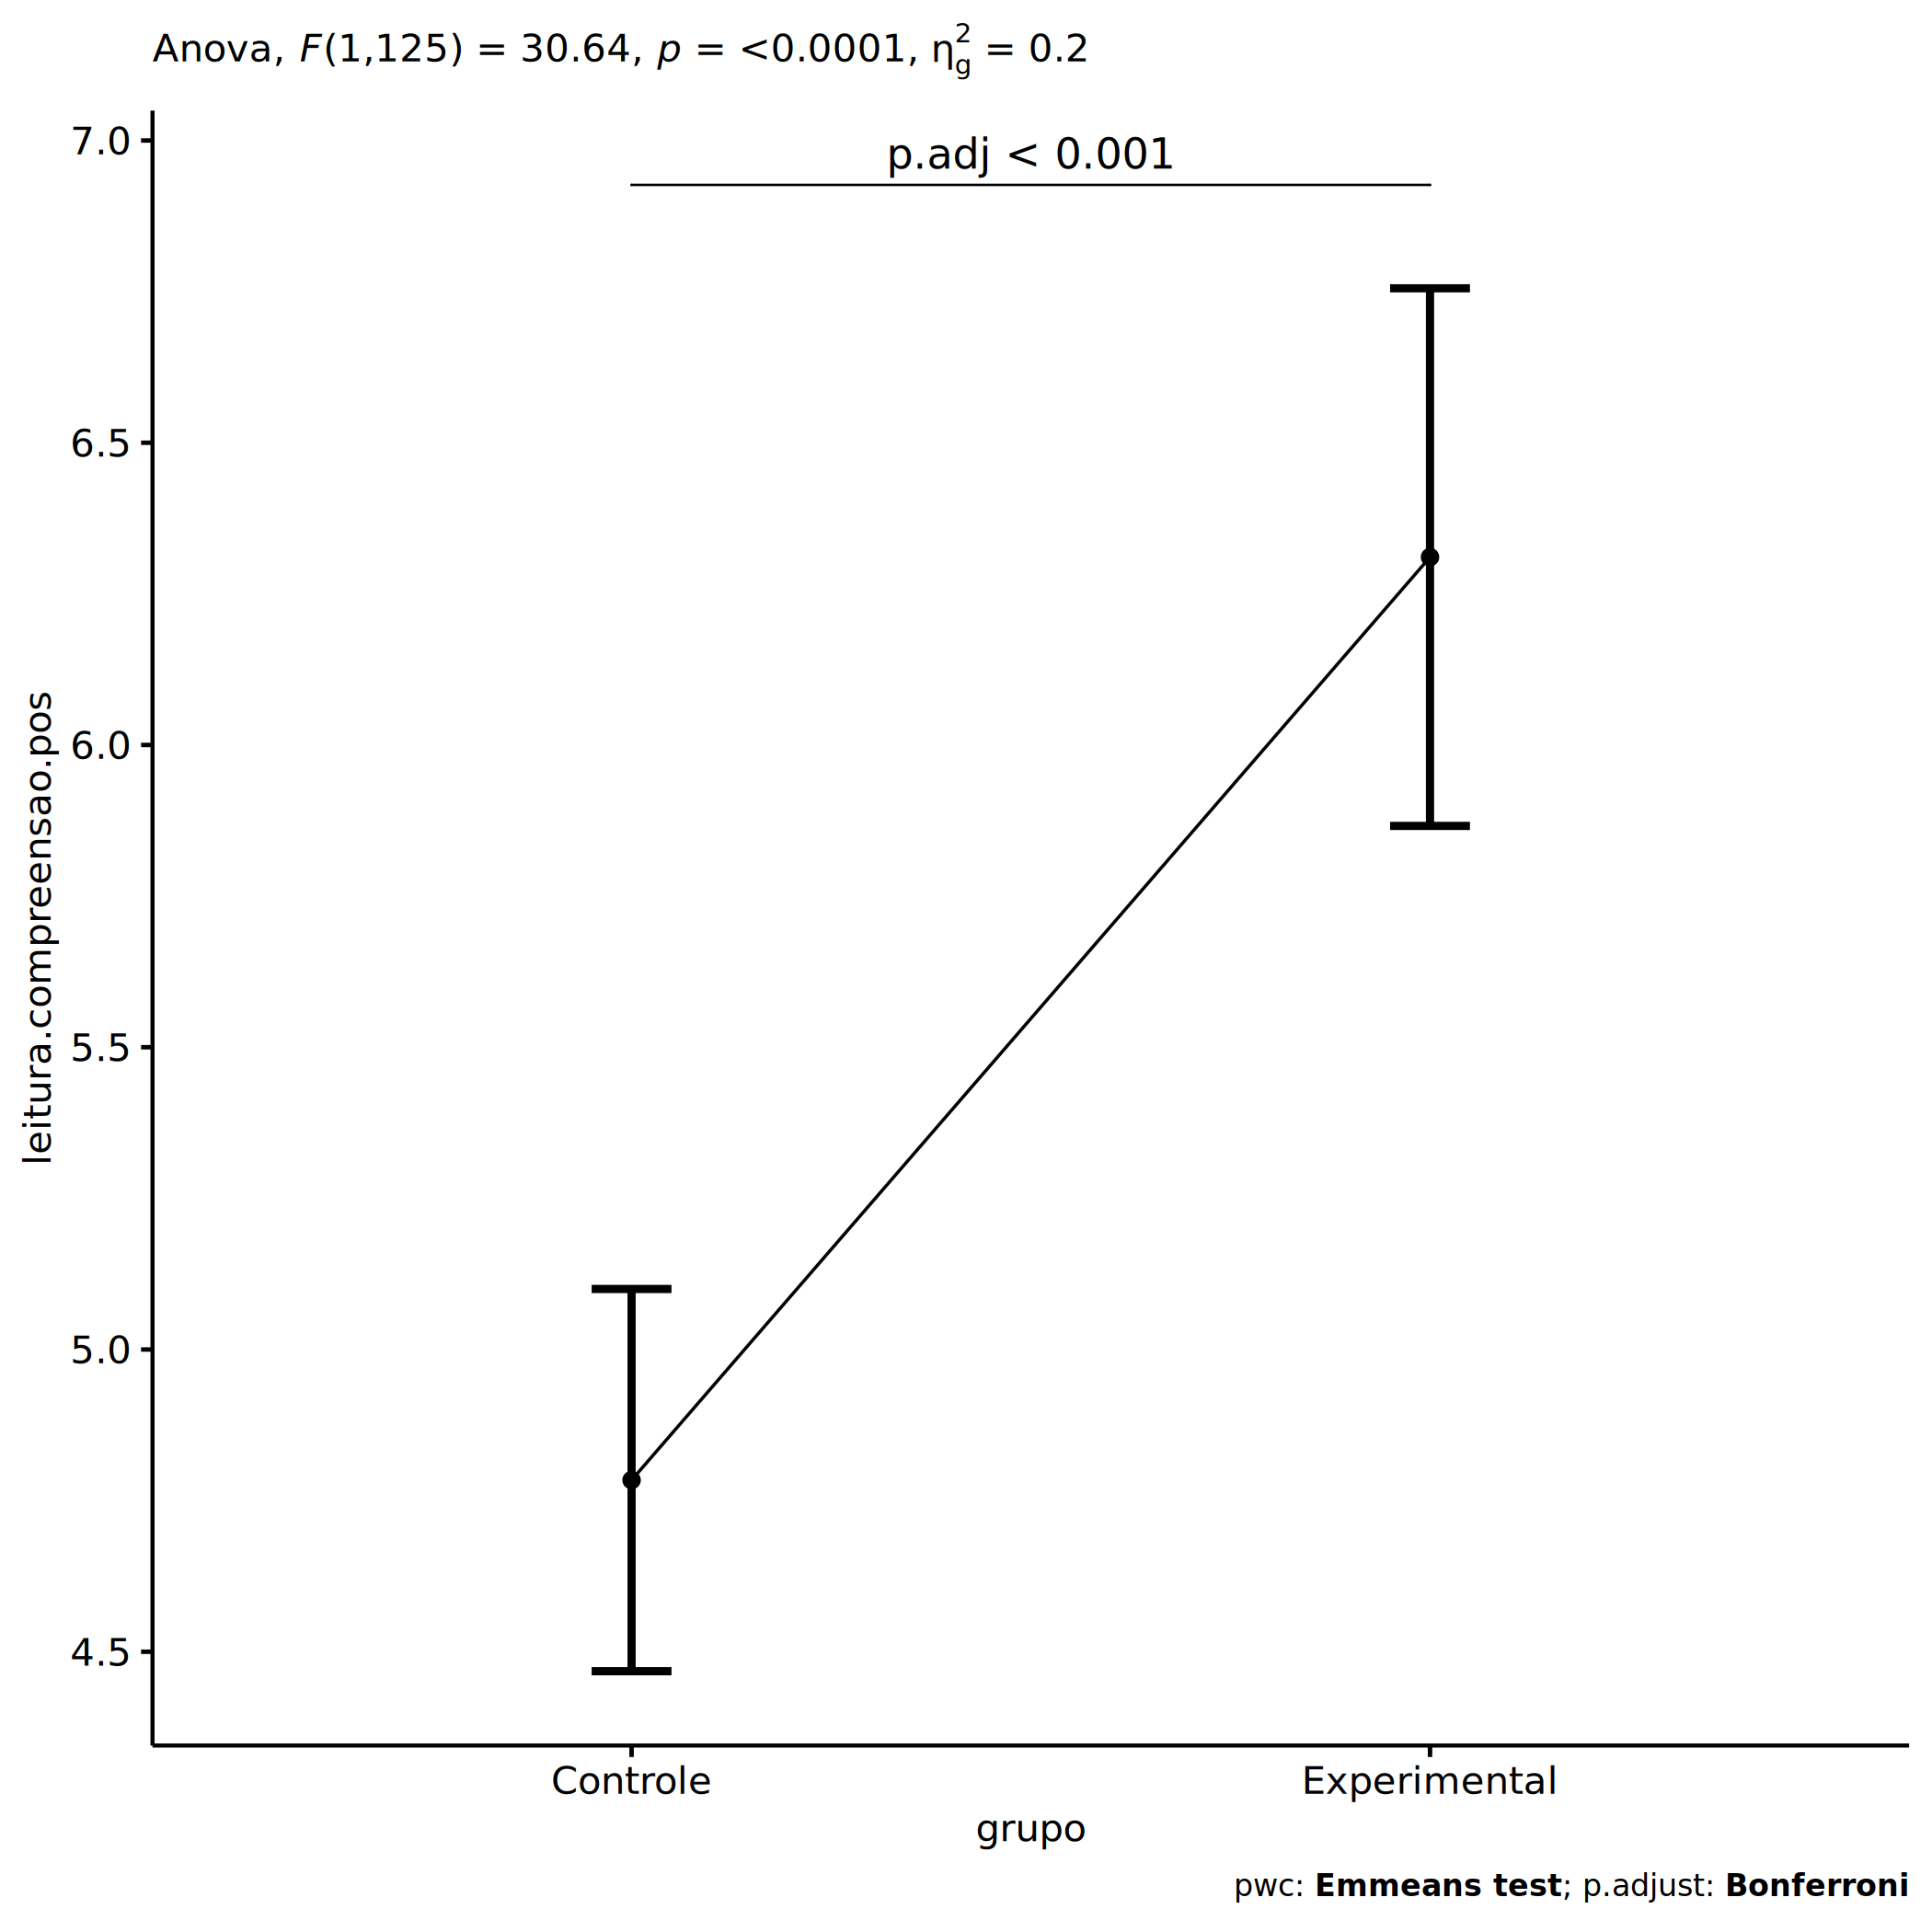 Anova, F(1,125) = 30.64, p = <0.0001, η²g = 0.2
p.adj < 0.001
7.0
6.5
6.0
5.5
5.0
4.5
leitura.compreensao.pos
Controle
Experimental
grupo
pwc: Emmeans test; p.adjust: Bonferroni